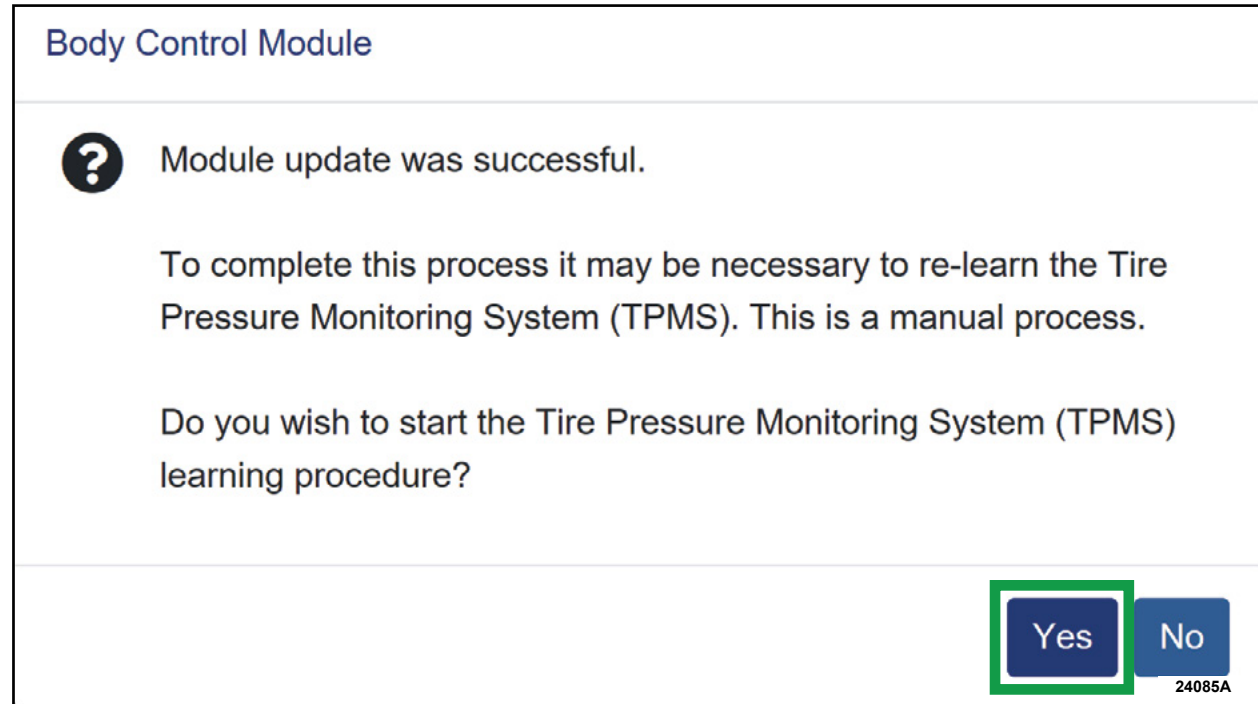 Body Control Module
Module update was successful.
To complete this process it may be necessary to re-learn the Tire
Pressure Monitoring System (TPMS). This is a manual process.
Do you wish to start the Tire Pressure Monitoring System (TPMS)
learning procedure?
Yes No
24085A